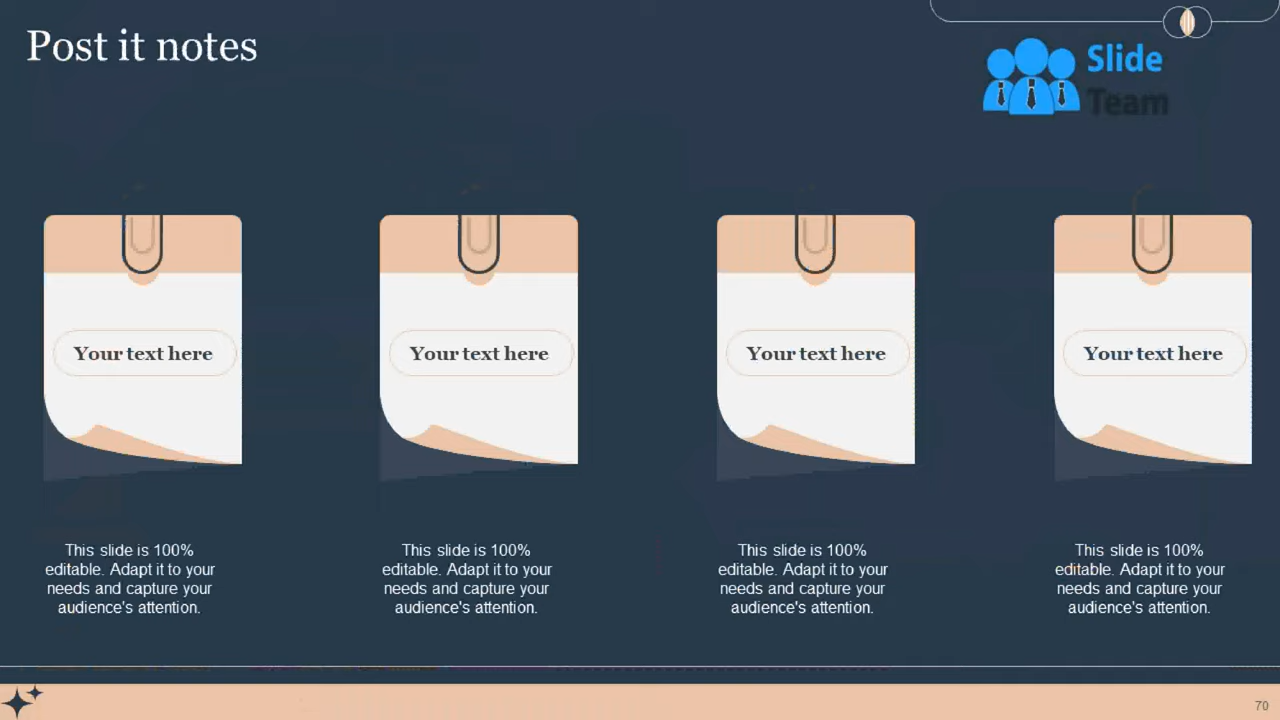 Post it notes
Slide
Team
Your text here
Your text here
Your text here
Your text here
This slide is 100%
editable. Adapt it to your
needs and capture your
audience's attention.
This slide is 100%
editable. Adapt it to your
needs and capture your
audience's attention.
This slide is 100%
editable. Adapt it to your
needs and capture your
audience's attention.
This slide is 100%
editable. Adapt it to your
needs and capture your
audience's attention.
70